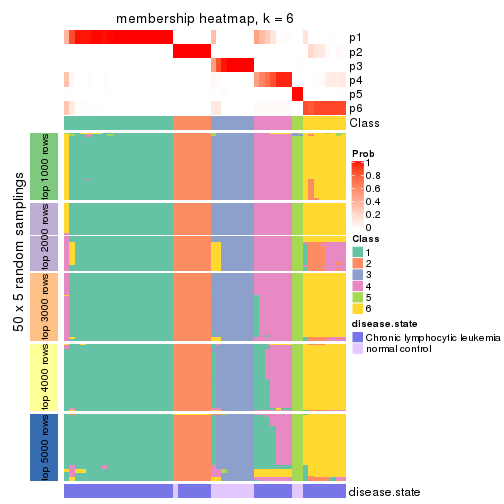 membership heatmap, k = 6
p1
p2
p3
p4
p5
p6
Class
50 x 5 random samplings
top 1000 rows
top 2000 rows
top 3000 rows
top 4000 rows
top 5000 rows
Prob
1
0.8
0.6
0.4
0.2
0
Class
1
2
3
4
5
6
disease.state
Chronic lymphocytic leukemia
normal control
disease.state